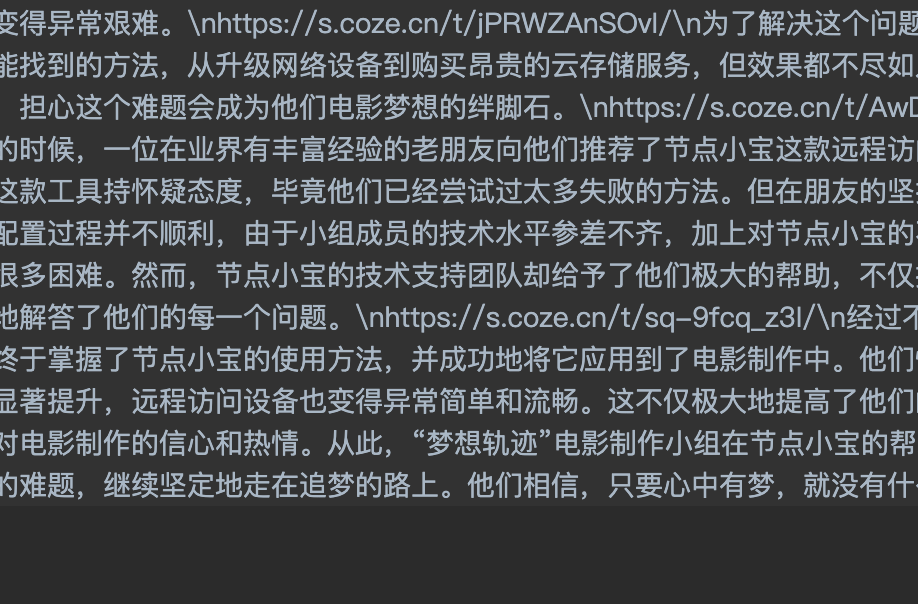 变得异常艰难。\nhttps://s.coze.cn/t/jPRWZAnSOvI/\n为了解决这个问题
能找到的方法，从升级网络设备到购买昂贵的云存储服务，但效果都不尽如
担心这个难题会成为他们电影梦想的绊脚石。\nhttps://s.coze.cn/t/Aw
的时候，一位在业界有丰富经验的老朋友向他们推荐了节点小宝这款远程访
这款工具持怀疑态度，毕竟他们已经尝试过太多失败的方法。但在朋友的坚
配置过程并不顺利，由于小组成员的技术水平参差不齐，加上对节点小宝的
很多困难。然而，节点小宝的技术支持团队却给予了他们极大的帮助，不仅
地解答了他们的每一个问题。\nhttps://s.coze.cn/t/sq-9fcq_z3I/\n经过
终于掌握了节点小宝的使用方法，并成功地将它应用到了电影制作中。他们
显著提升，远程访问设备也变得异常简单和流畅。这不仅极大地提高了他们
对电影制作的信心和热情。从此，“梦想轨迹”电影制作小组在节点小宝的帮
的难题，继续坚定地走在追梦的路上。他们相信，只要心中有梦，就没有什